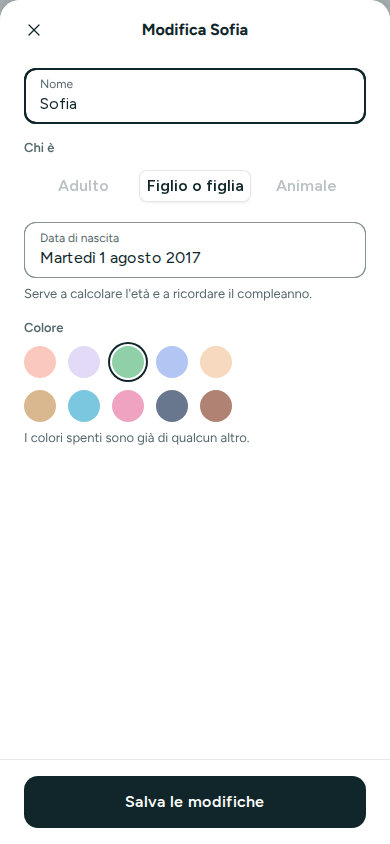 Modifica Sofia
Nome
Sofia
Chi è
Adulto
Figlio o figlia
Animale
Data di nascita
Martedì 1 agosto 2017
Serve a calcolare l'età e a ricordare il compleanno.
Colore
I colori spenti sono già di qualcun altro.
Salva le modifiche